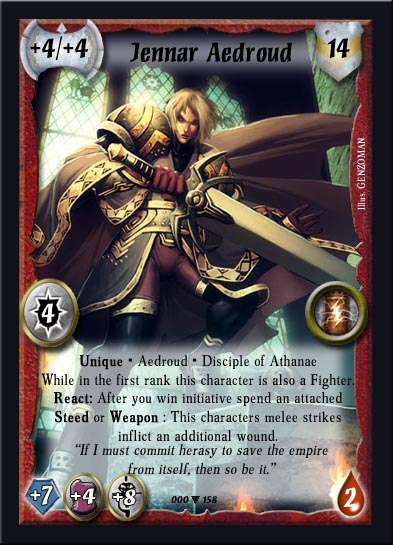 +4/+4
Jennar Aedroud
14
Illus. GENZOMAN
4
Unique • Aedroud • Disciple of Athanae
While in the first rank this character is also a Fighter.
React: After you win initiative spend an attached
Steed or Weapon : This characters melee strikes
inflict an additional wound.
“If I must commit herasy to save the empire
from itself, then so be it.”
+7
+4
+8
000 ▼ 158
2